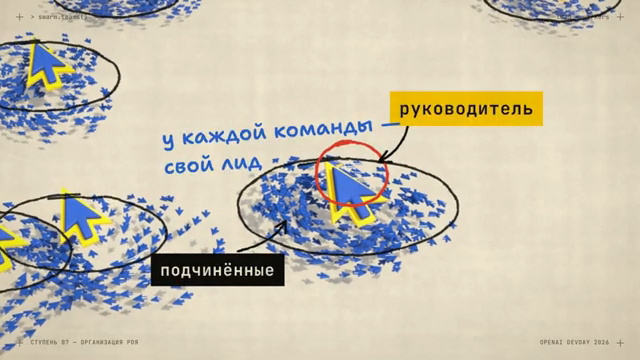 > swarm.teams()
руководитель
у каждой команды —
свой лид
подчинённые
СТУПЕНЬ 07 — ОРГАНИЗАЦИЯ РОЯ
OPENAI DEVDAY 2026